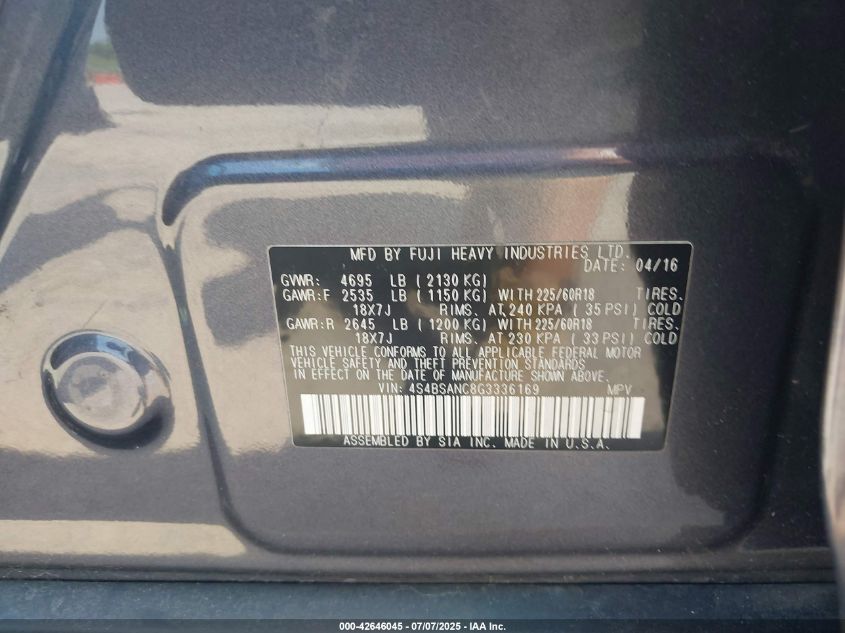 MFD BY FUJI HEAVY INDUSTRIES LTD.
DATE: 04/16
GVWR: 4695 LB ( 2130 KG)
GAWR:F 2535 LB ( 1150 KG) WITH 225/60R18 TIRES.
18X7J RIMS. AT 240 KPA ( 35 PSI) COLD
GAWR:R 2645 LB ( 1200 KG) WITH 225/60R18 TIRES.
18X7J RIMS. AT 230 KPA ( 33 PSI) COLD
THIS VEHICLE CONFORMS TO ALL APPLICABLE FEDERAL MOTOR
VEHICLE SAFETY AND THEFT PREVENTION STANDARDS
IN EFFECT ON THE DATE OF MANUFACTURE SHOWN ABOVE.
VIN: 4S4BSANC8G3336169 MPV
ASSEMBLED BY SIA INC. MADE IN U.S.A.
000-42646045 - 07/07/2025 - IAA Inc.